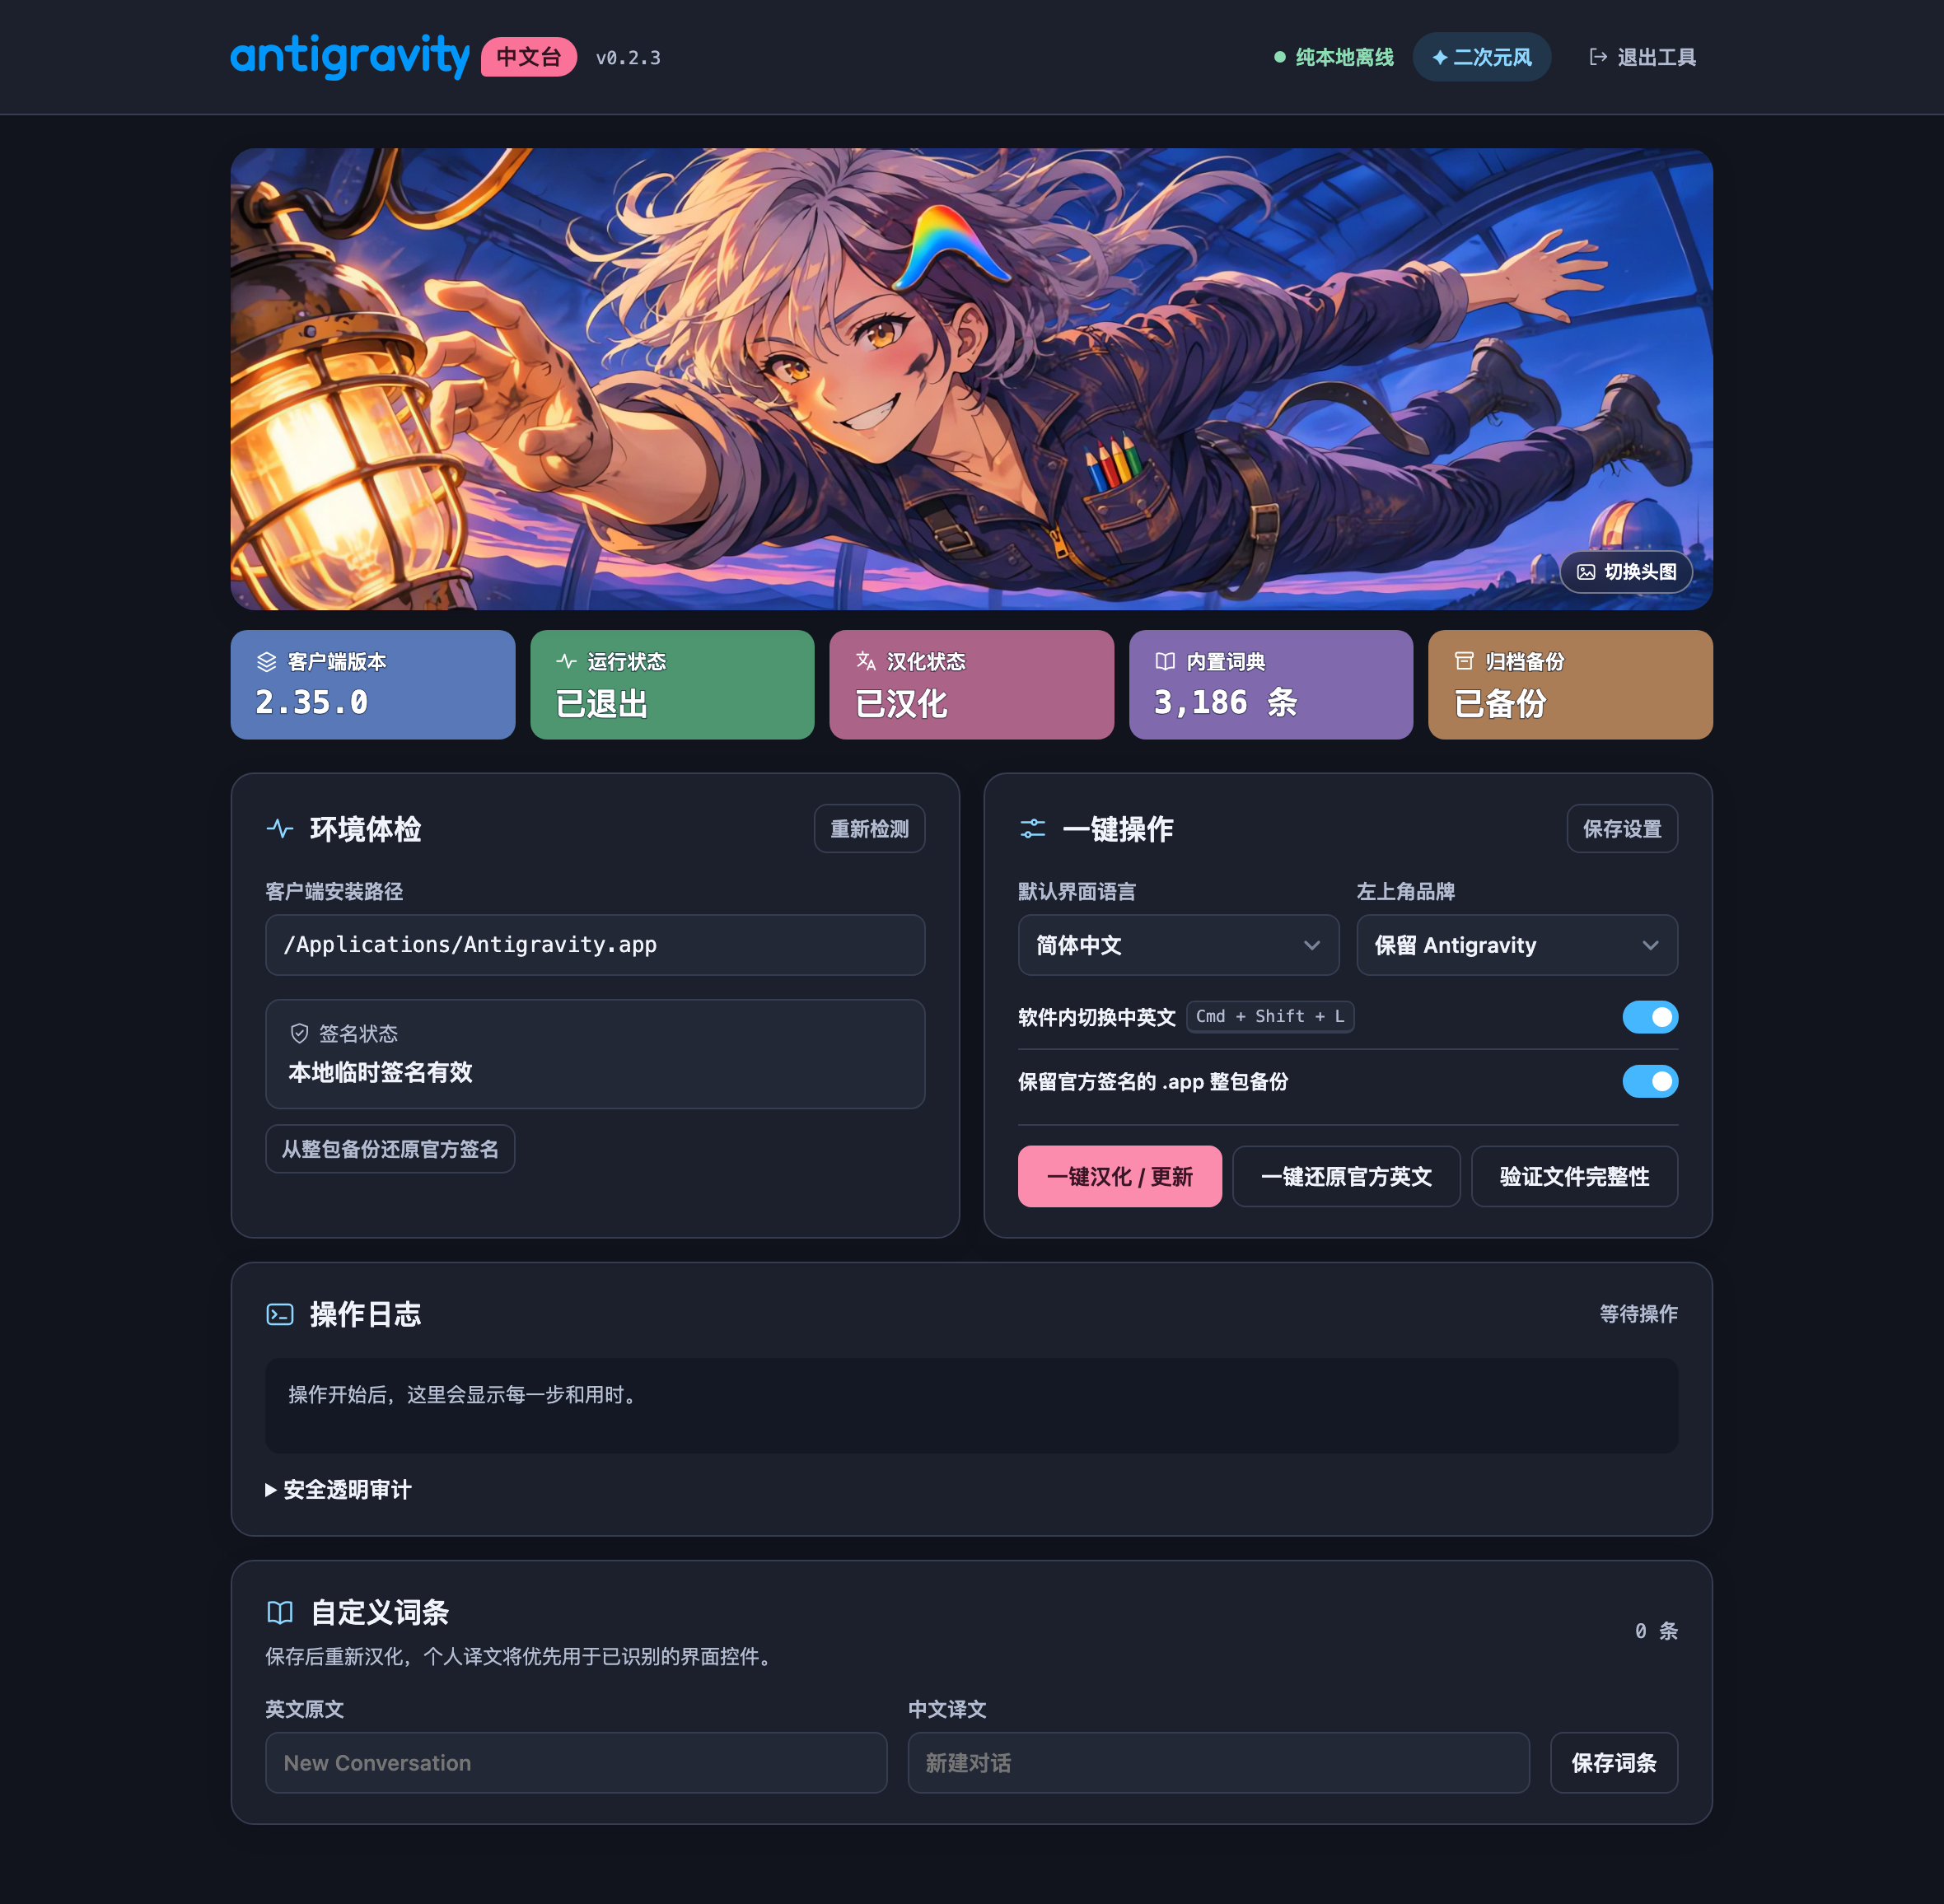 antigravity 中文台 v0.2.3 纯本地离线 二次元风 退出工具
切换头图
客户端版本
2.35.0
运行状态
已退出
汉化状态
已汉化
内置词典
3,186 条
归档备份
已备份
环境体检 重新检测
客户端安装路径
/Applications/Antigravity.app
签名状态
本地临时签名有效
从整包备份还原官方签名
一键操作 保存设置
默认界面语言 左上角品牌
简体中文 保留 Antigravity
软件内切换中英文 Cmd + Shift + L
保留官方签名的 .app 整包备份
一键汉化 / 更新 一键还原官方英文 验证文件完整性
操作日志 等待操作
操作开始后，这里会显示每一步和用时。
安全透明审计
自定义词条 0 条
保存后重新汉化，个人译文将优先用于已识别的界面控件。
英文原文 中文译文
New Conversation 新建对话 保存词条